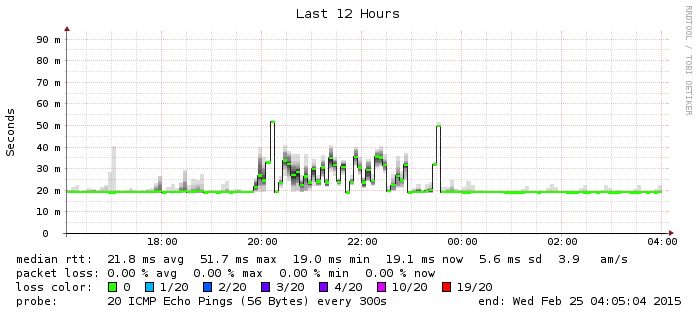 Last 12 Hours
RRDTOOL / TOBI OETIKER
Seconds
90 m
80 m
70 m
60 m
50 m
40 m
30 m
20 m
10 m
0
18:00 20:00 22:00 00:00 02:00 04:00
median rtt: 21.8 ms avg 51.7 ms max 19.0 ms min 19.1 ms now 5.6 ms sd 3.9 am/s
packet loss: 0.00 % avg 0.00 % max 0.00 % min 0.00 % now
loss color: 0 1/20 2/20 3/20 4/20 10/20 19/20
probe: 20 ICMP Echo Pings (56 Bytes) every 300s end: Wed Feb 25 04:05:04 2015